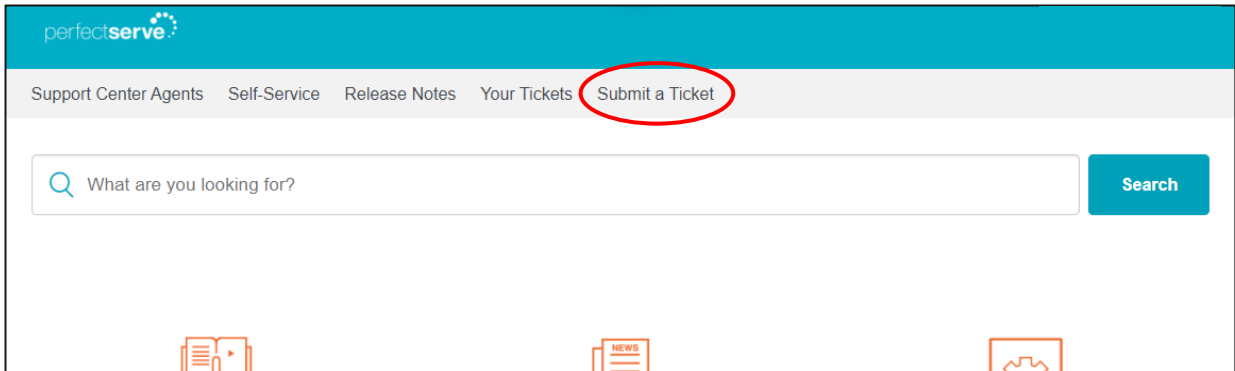 perfectserve
Support Center Agents Self-Service Release Notes Your Tickets Submit a Ticket
What are you looking for?
Search
NEWS